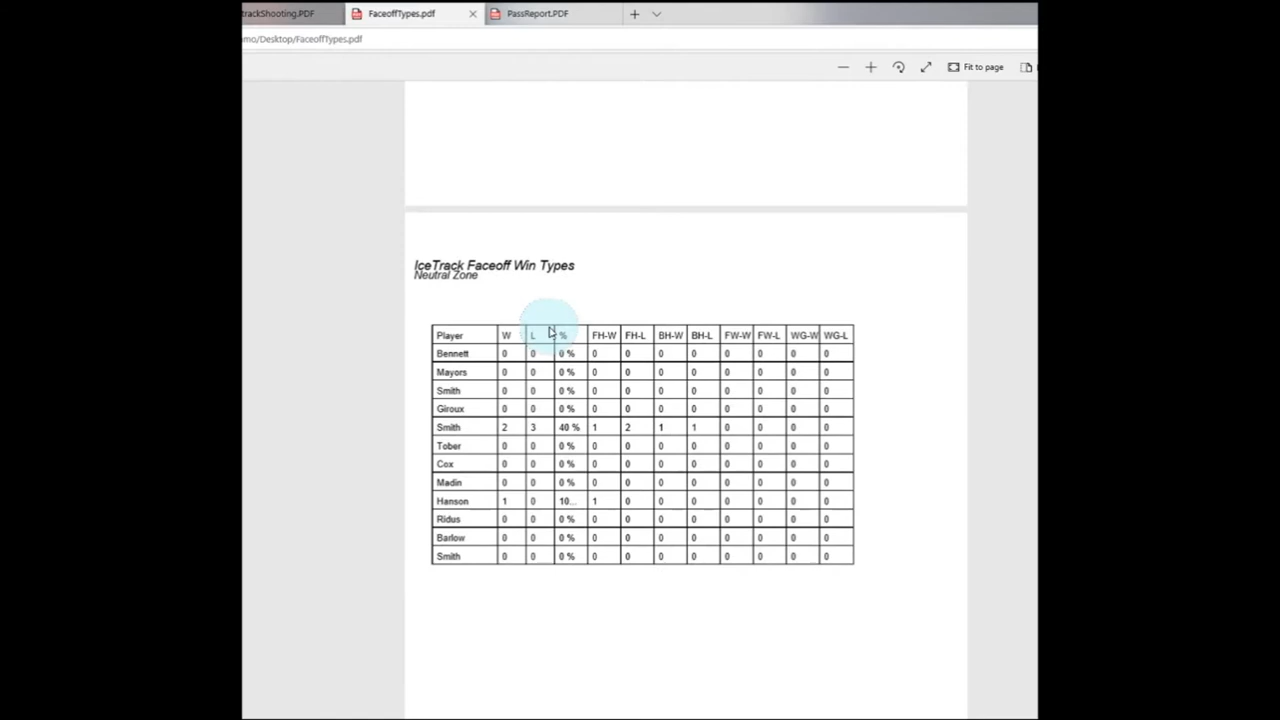 trackShooting.PDF FaceoffTypes.pdf PassReport.PDF
mo/Desktop/FaceoffTypes.pdf
Fit to page
IceTrack Faceoff Win Types
Neutral Zone
Player W L % FH-W FH-L BH-W BH-L FW-W FW-L WG-W WG-L
Bennett 0 0 0 % 0 0 0 0 0 0 0 0
Mayors 0 0 0 % 0 0 0 0 0 0 0 0
Smith 0 0 0 % 0 0 0 0 0 0 0 0
Giroux 0 0 0 % 0 0 0 0 0 0 0 0
Smith 2 3 40 % 1 2 1 1 0 0 0 0
Tober 0 0 0 % 0 0 0 0 0 0 0 0
Cox 0 0 0 % 0 0 0 0 0 0 0 0
Madin 0 0 0 % 0 0 0 0 0 0 0 0
Hanson 1 0 10... 1 0 0 0 0 0 0 0
Ridus 0 0 0 % 0 0 0 0 0 0 0 0
Barlow 0 0 0 % 0 0 0 0 0 0 0 0
Smith 0 0 0 % 0 0 0 0 0 0 0 0